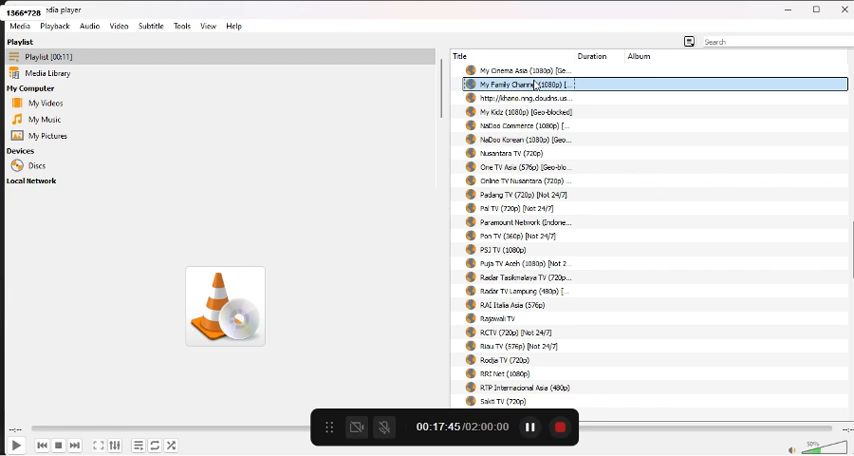 1366*728
edia player
Media Playback Audio Video Subtitle Tools View Help
Playlist
Playlist [00:11]
Media Library
My Computer
My Videos
My Music
My Pictures
Devices
Discs
Local Network
Search
Title Duration Album
My Cinema Asia (1080p) [Ge...
My Family Channel (1080p) [...
My Kidz (1080p) [Geo-blocked]
NaDoo Commerce (1080p) [...
NaDoo Korean (1080p) [Geo...
Nusantara TV (720p)
One TV Asia (576p) [Geo-blo...
Online TV Nusantara (720p) ...
Padang TV (720p) [Not 24/7]
Pal TV (720p) [Not 24/7]
Paramount Network (Indone...
Pon TV (360p) [Not 24/7]
PSJ TV (1080p)
Puja TV Aceh (1080p) [Not 2...
Radar Tasikmalaya TV (720p...
Radar TV Lampung (480p) [...
RAI Italia Asia (576p)
Rajawali TV
RCTV (720p) [Not 24/7]
Riau TV (576p) [Not 24/7]
Rodja TV (720p)
RRI Net (1080p)
RTP Internacional Asia (480p)
Sakti TV (720p)
00:17:45/02:00:00
--:--
--:--
50%